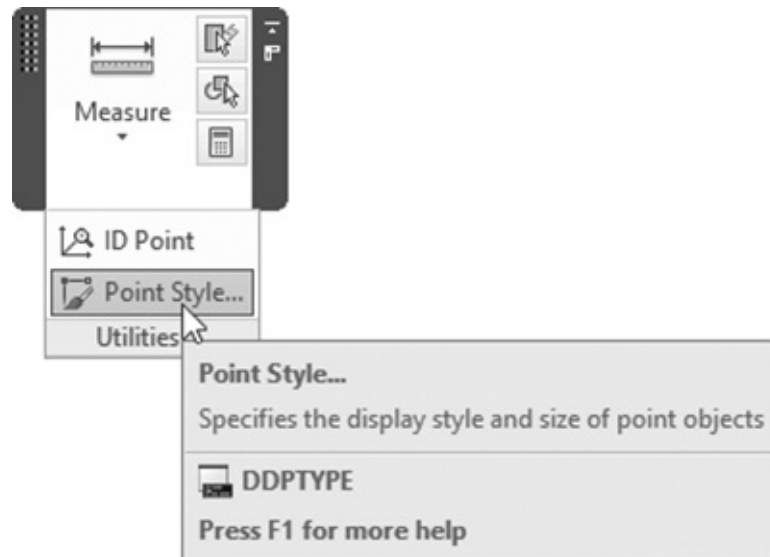 Measure
ID Point
Point Style...
Utilities
Point Style...
Specifies the display style and size of point objects
DDPTYPE
Press F1 for more help